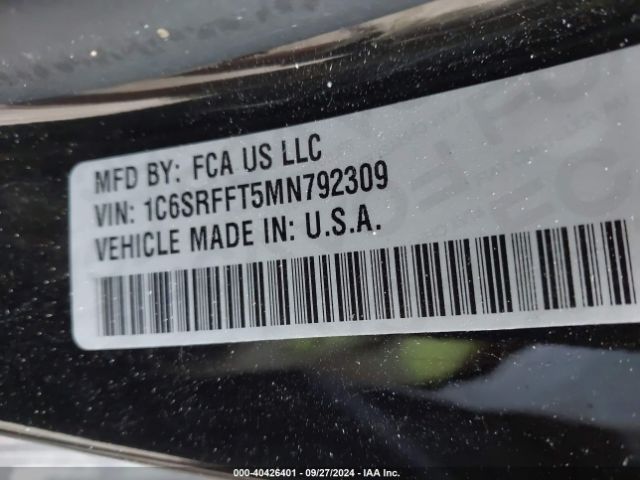 MFD BY: FCA US LLC
VIN: 1C6SRFFT5MN792309
VEHICLE MADE IN: U.S.A.
000-40426401 - 09/27/2024 - IAA Inc.